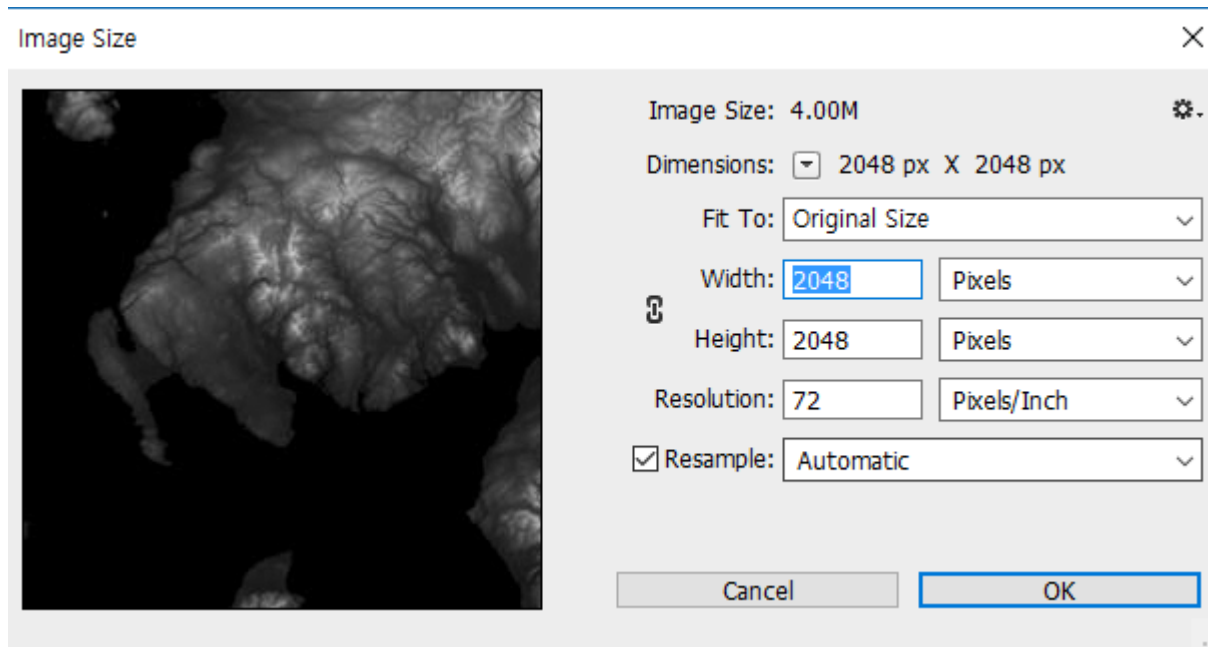 Image Size
Image Size: 4.00M
Dimensions: 2048 px X 2048 px
Fit To: Original Size
Width: 2048 Pixels
Height: 2048 Pixels
Resolution: 72 Pixels/Inch
Resample: Automatic
Cancel OK